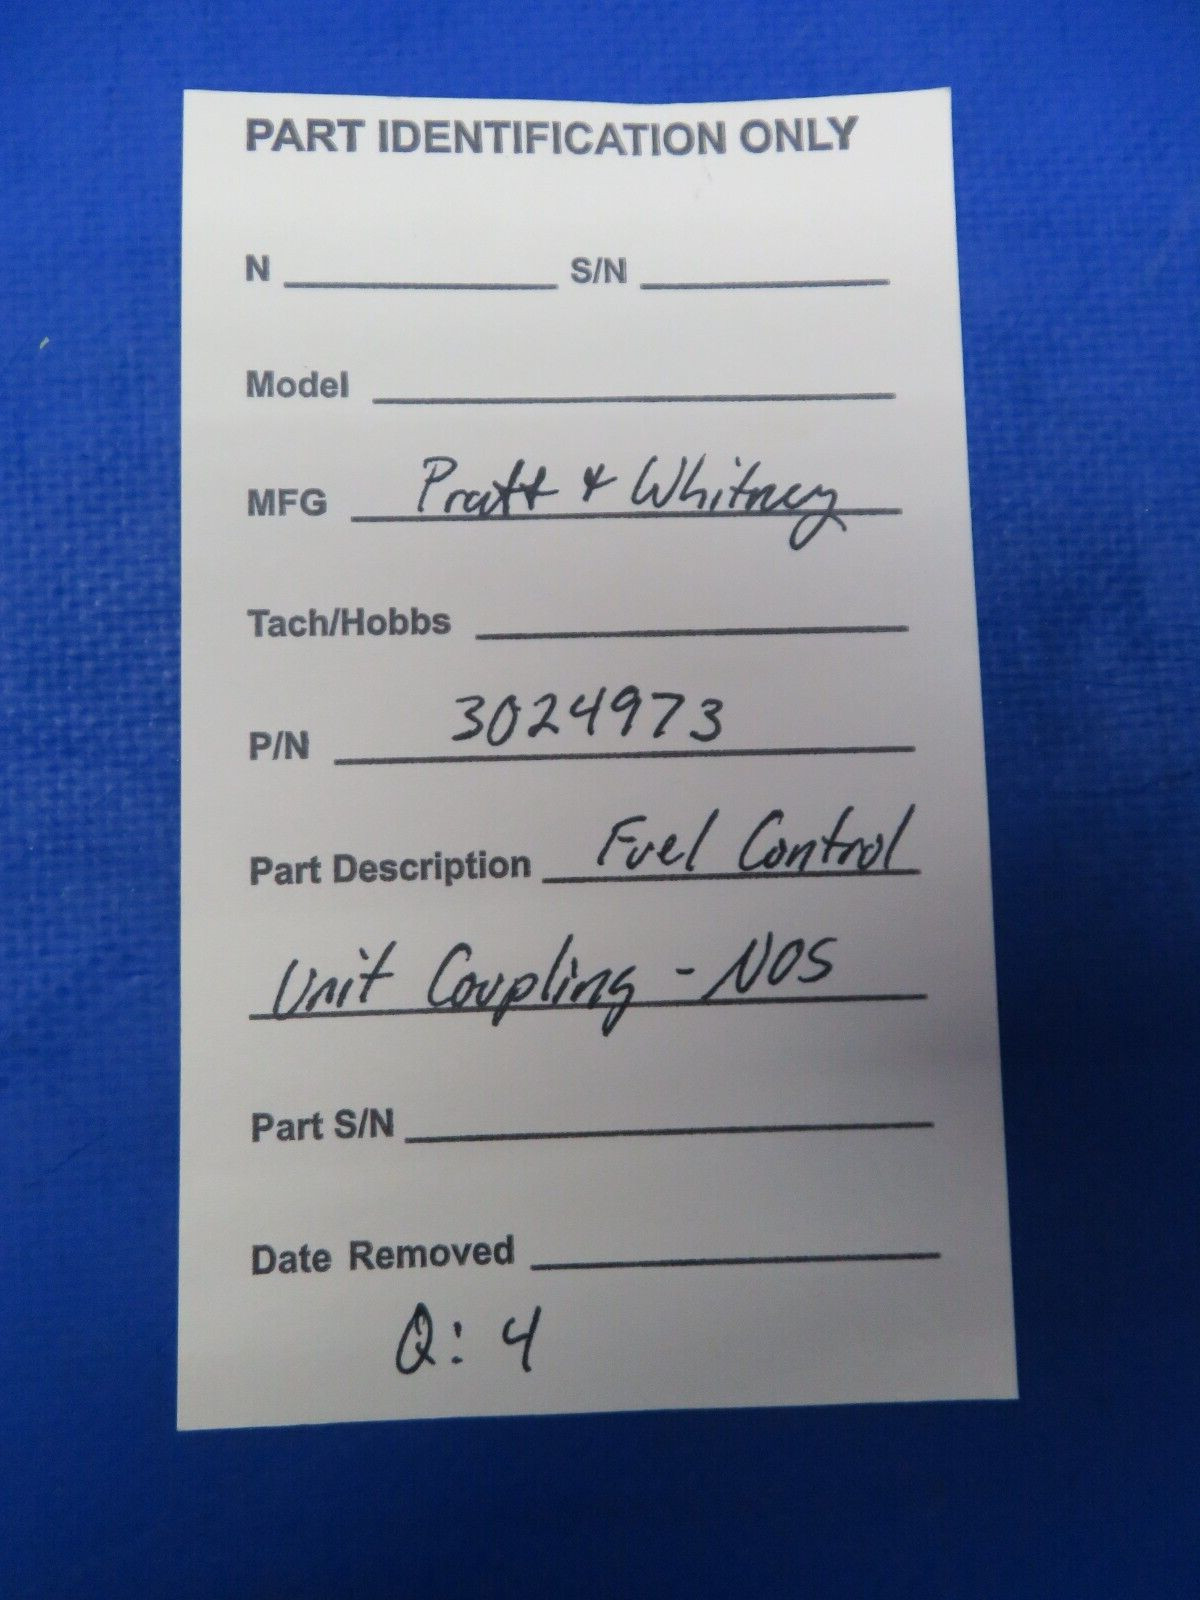 PART IDENTIFICATION ONLY
N S/N
Model
MFG Pratt & Whitney
Tach/Hobbs
P/N 3024973
Part Description Fuel Control
Unit Coupling - NOS
Part S/N
Date Removed
Q: 4